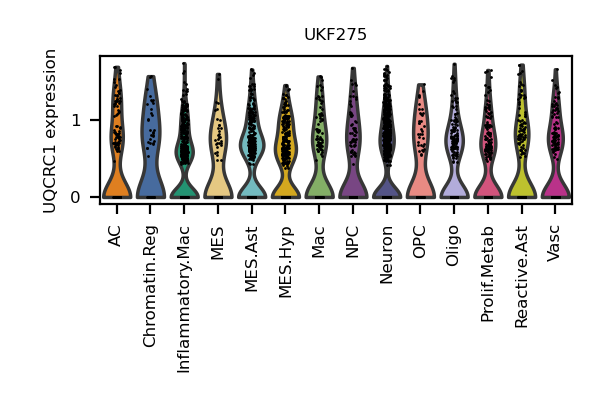 UKF275
UQCRC1 expression
1
0
AC
Chromatin.Reg
Inflammatory.Mac
MES
MES.Ast
MES.Hyp
Mac
NPC
Neuron
OPC
Oligo
Prolif.Metab
Reactive.Ast
Vasc